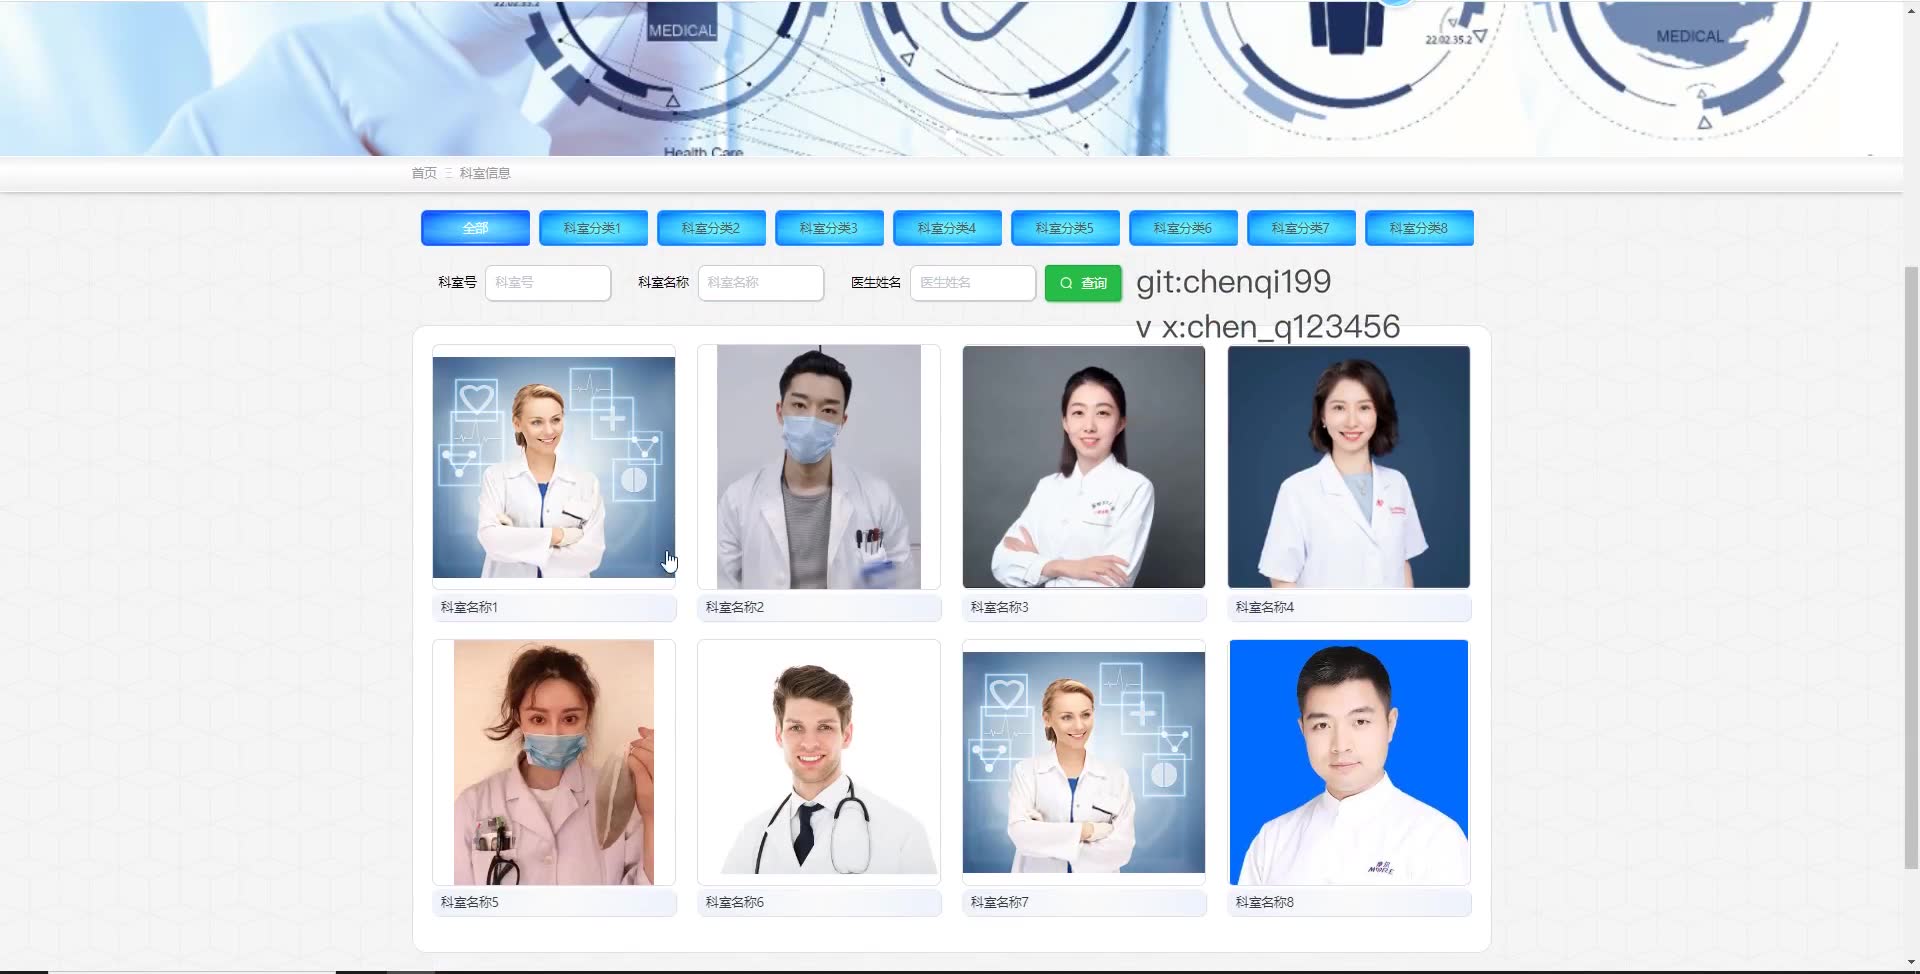 22.02.35.2
MEDICAL
22.02.35.2
MEDICAL
Health Care
首页 科室信息
全部 科室分类1 科室分类2 科室分类3 科室分类4 科室分类5 科室分类6 科室分类7 科室分类8
科室号 科室号 科室名称 科室名称 医生姓名 医生姓名 查询 git:chenqi199
v x:chen_q123456
科室名称1 科室名称2 科室名称3 科室名称4
科室名称5 科室名称6 科室名称7 科室名称8